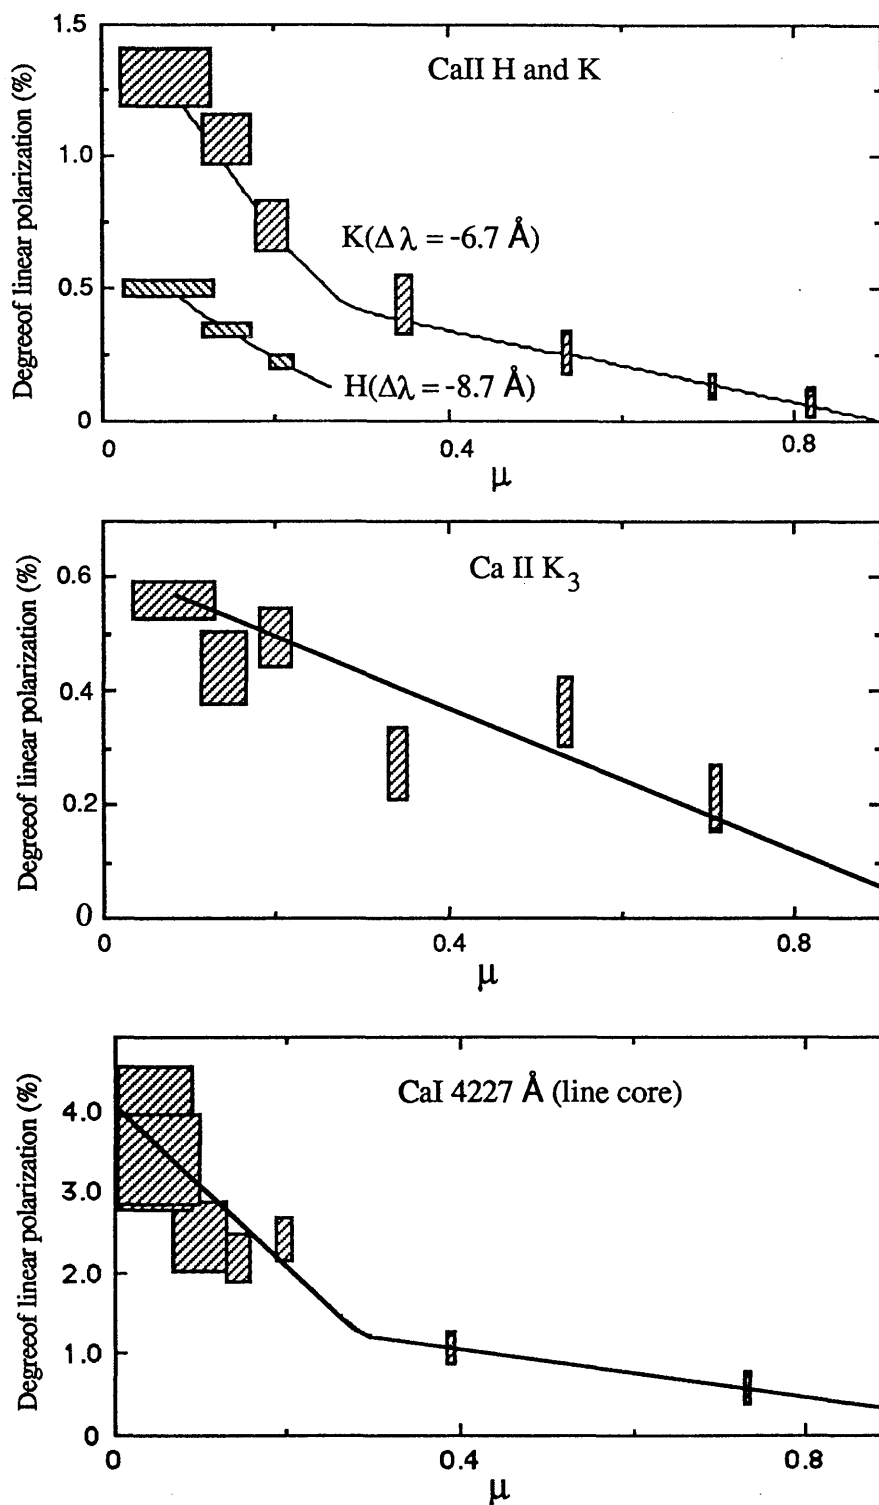 1.5
CaII H and K
1.0
K(Δλ = -6.7 Å)
0.5
H(Δλ = -8.7 Å)
0
0 0.4 0.8
μ
Degreeof linear polarization (%)
Ca II K3
0.6
0.4
0.2
0
0 0.4 0.8
μ
Degreeof linear polarization (%)
CaI 4227 Å (line core)
4.0
3.0
2.0
1.0
0
0 0.4 0.8
μ
Degreeof linear polarization (%)